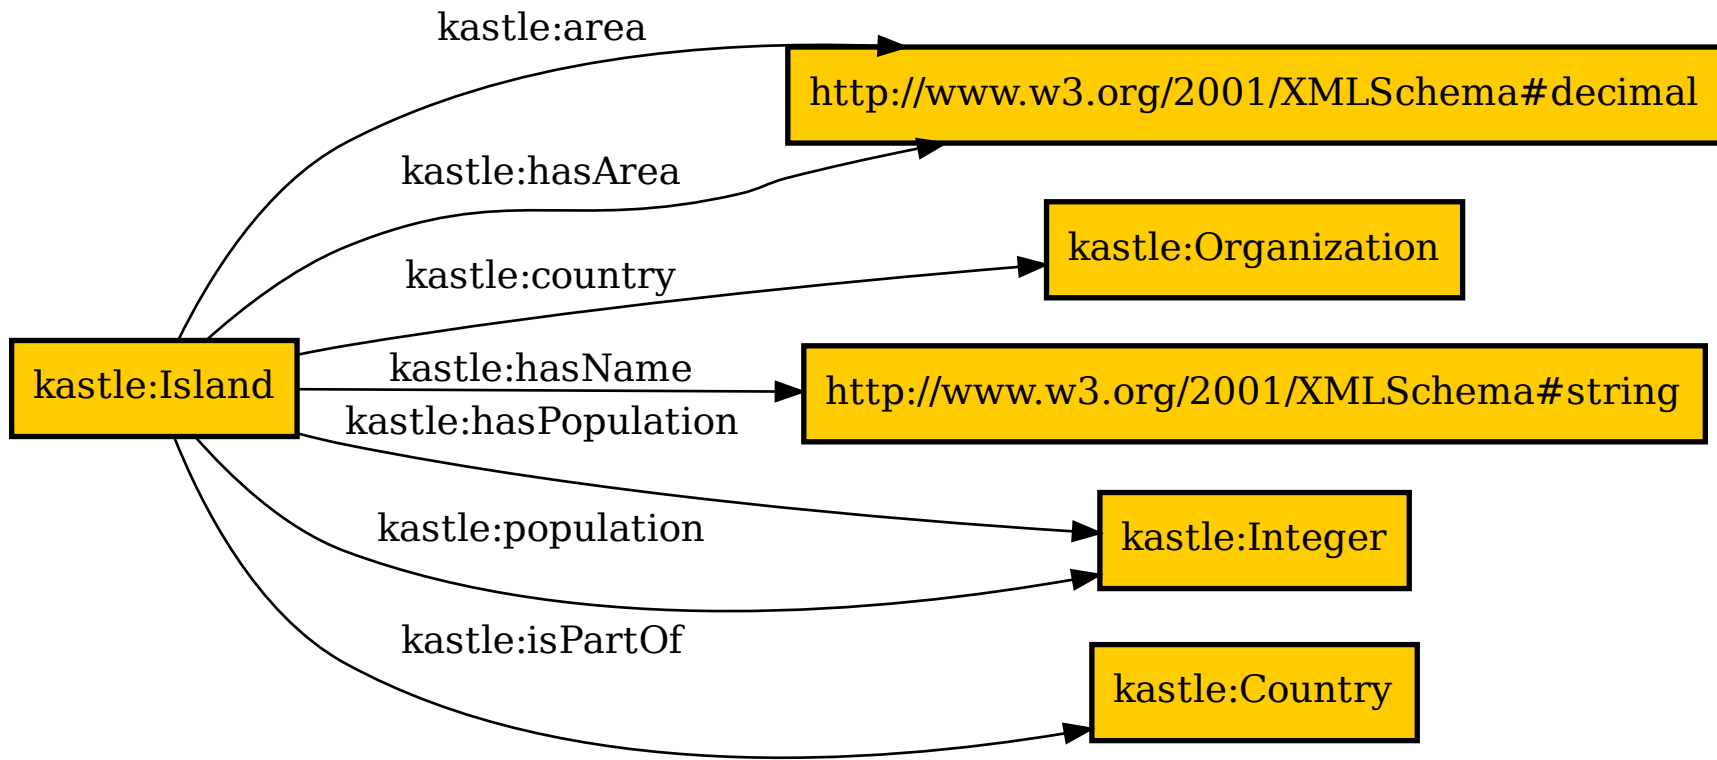 kastle:area
http://www.w3.org/2001/XMLSchema#decimal
kastle:hasArea
kastle:Organization
kastle:country
kastle:hasName
kastle:Island
http://www.w3.org/2001/XMLSchema#string
kastle:hasPopulation
kastle:population
kastle:Integer
kastle:isPartOf
kastle:Country